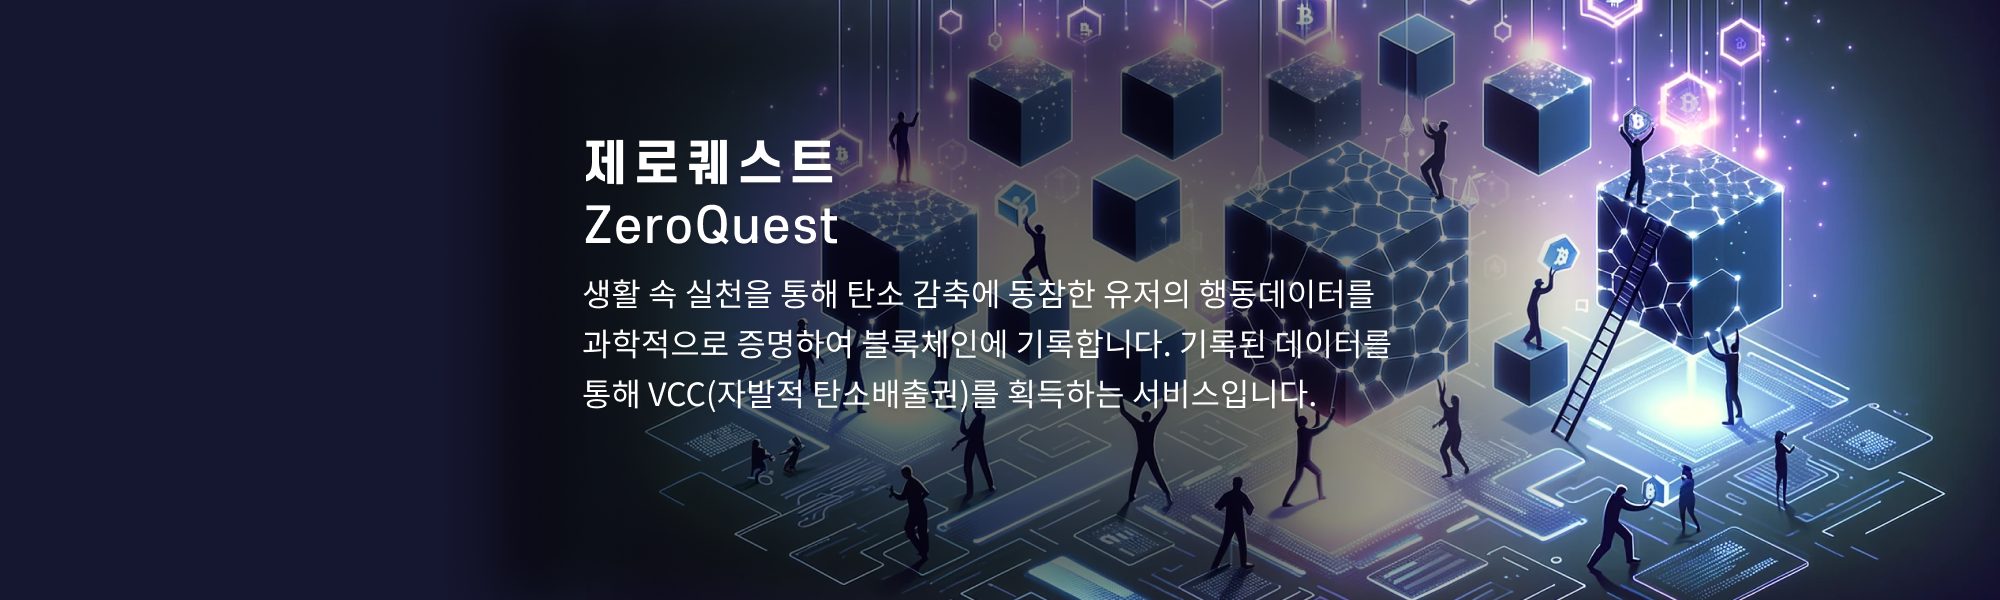 제로퀘스트
ZeroQuest
생활 속 실천을 통해 탄소 감축에 동참한 유저의 행동데이터를
과학적으로 증명하여 블록체인에 기록합니다. 기록된 데이터를
통해 VCC(자발적 탄소배출권)를 획득하는 서비스입니다.